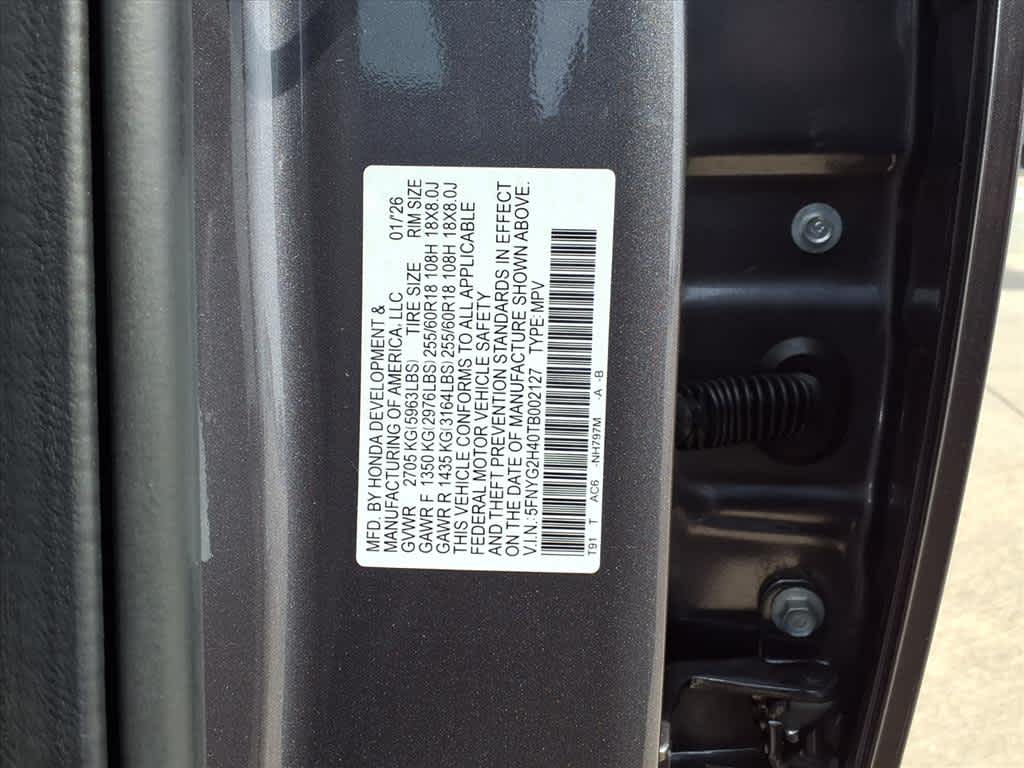 MFD. BY HONDA DEVELOPMENT &
MANUFACTURING OF AMERICA, LLC 01/'26
GVWR 2705 KG(5963LBS) TIRE SIZE RIM SIZE
GAWR F 1350 KG(2976LBS) 255/60R18 108H 18X8.0J
GAWR R 1435 KG(3164LBS) 255/60R18 108H 18X8.0J
THIS VEHICLE CONFORMS TO ALL APPLICABLE
FEDERAL MOTOR VEHICLE SAFETY
AND THEFT PREVENTION STANDARDS IN EFFECT
ON THE DATE OF MANUFACTURE SHOWN ABOVE.
V.I.N.: 5FNYG2H40TB002127 TYPE: MPV
T91 T AC6 -NH797M -A -B